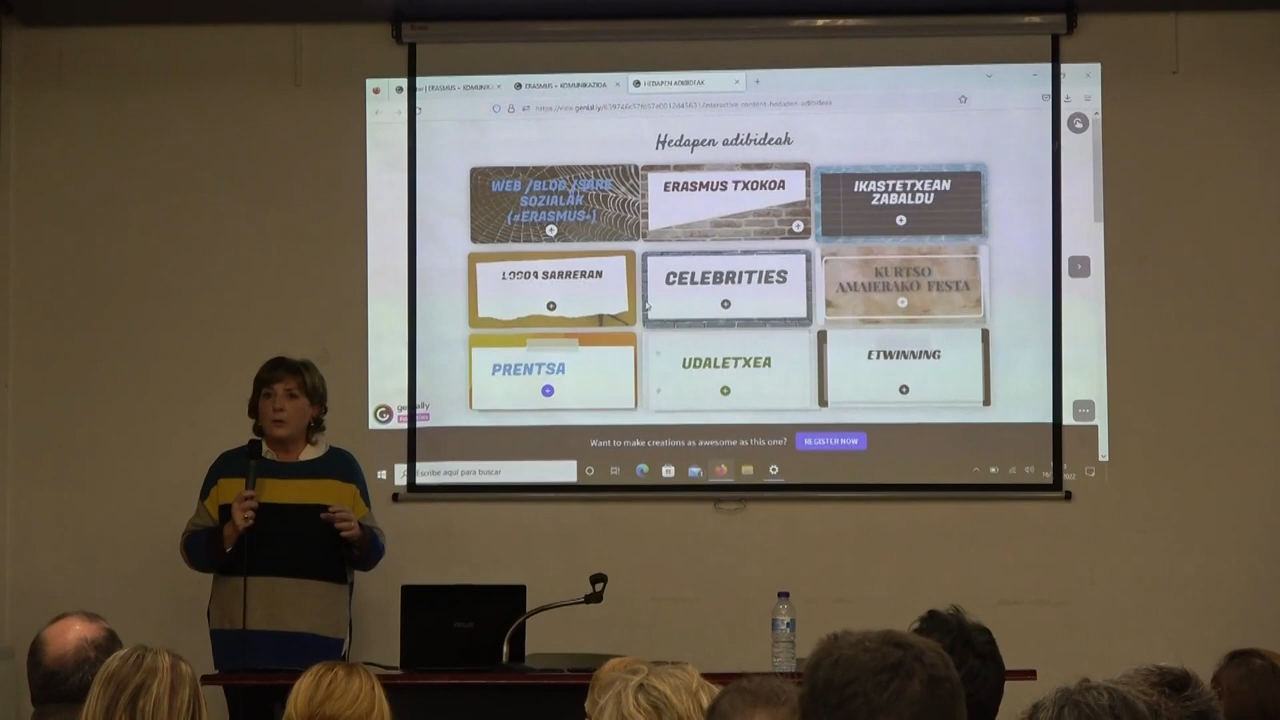 ERASMUS + KOMUNIKAZIOA
HEDAPEN ADIBIDEAK
Hedapen adibideak
WEB /BLOG /SARE
SOZIALAK
(#ERASMUS+)
ERASMUS TXOKOA
IKASTETXEAN
ZABALDU
LOGOA SARRERAN
CELEBRITIES
KURTSO
AMAIERAKO FESTA
PRENTSA
UDALETXEA
ETWINNING
genially
Want to make creations as awesome as this one?
REGISTER NOW
Escribe aquí para buscar